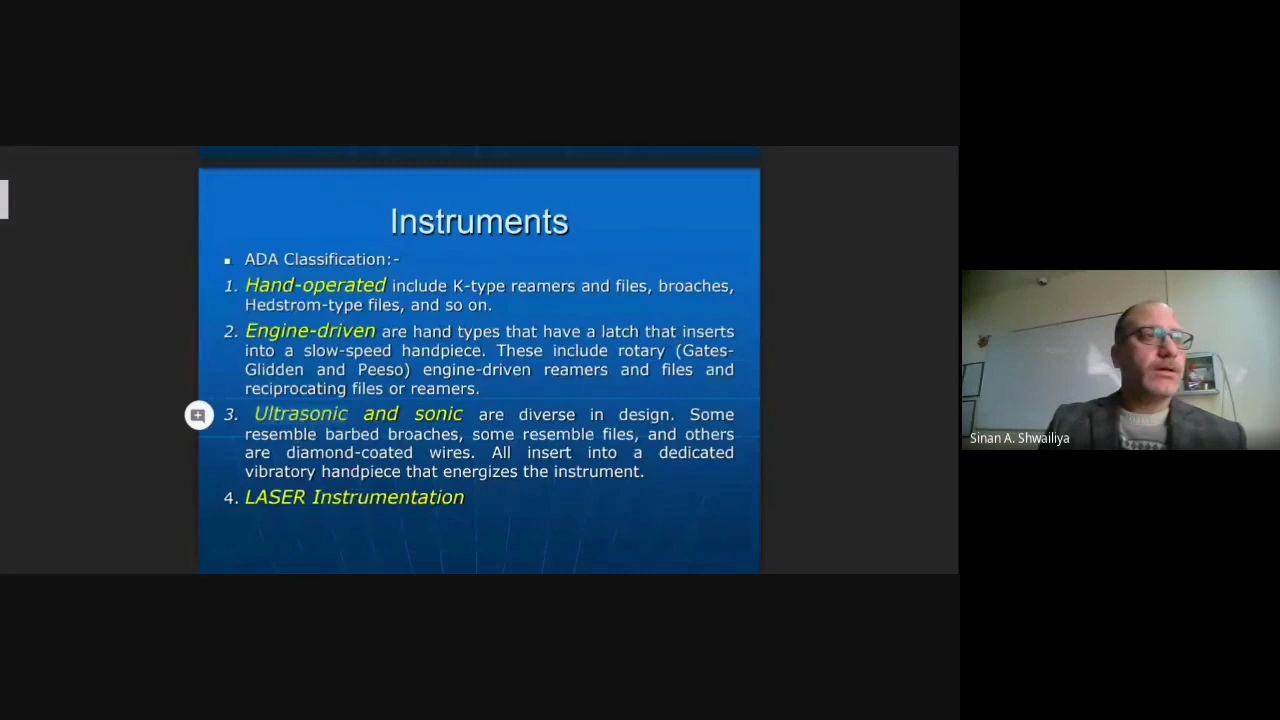 Instruments
ADA Classification:-
1. Hand-operated include K-type reamers and files, broaches,
Hedstrom-type files, and so on.
2. Engine-driven are hand types that have a latch that inserts
into a slow-speed handpiece. These include rotary (Gates-
Glidden and Peeso) engine-driven reamers and files and
reciprocating files or reamers.
3. Ultrasonic and sonic are diverse in design. Some
resemble barbed broaches, some resemble files, and others
are diamond-coated wires. All insert into a dedicated
vibratory handpiece that energizes the instrument.
4. LASER Instrumentation
Sinan A. Shwailiya